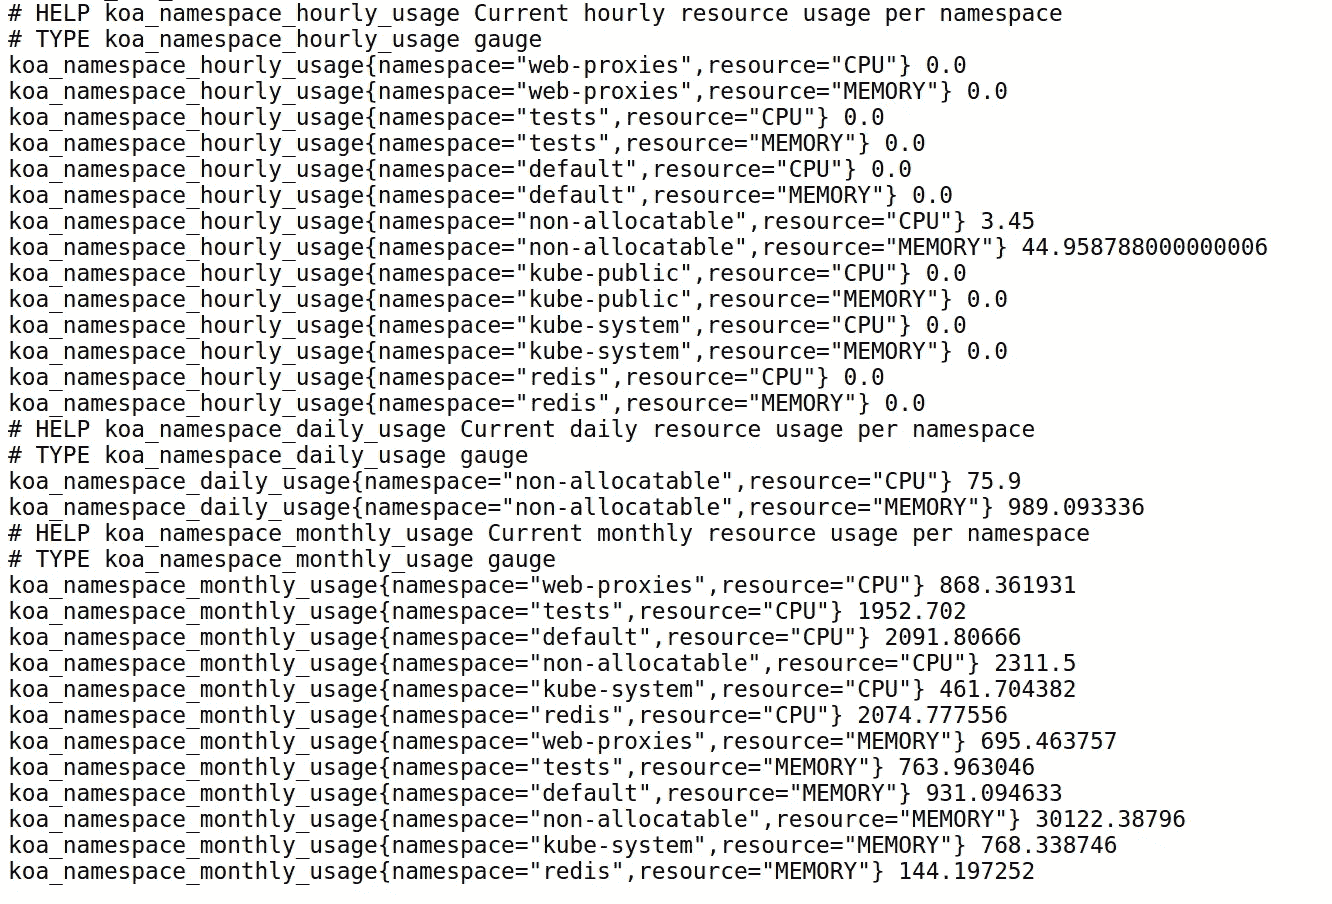 # HELP koa_namespace_hourly_usage Current hourly resource usage per namespace
# TYPE koa_namespace_hourly_usage gauge
koa_namespace_hourly_usage{namespace="web-proxies",resource="CPU"} 0.0
koa_namespace_hourly_usage{namespace="web-proxies",resource="MEMORY"} 0.0
koa_namespace_hourly_usage{namespace="tests",resource="CPU"} 0.0
koa_namespace_hourly_usage{namespace="tests",resource="MEMORY"} 0.0
koa_namespace_hourly_usage{namespace="default",resource="CPU"} 0.0
koa_namespace_hourly_usage{namespace="default",resource="MEMORY"} 0.0
koa_namespace_hourly_usage{namespace="non-allocatable",resource="CPU"} 3.45
koa_namespace_hourly_usage{namespace="non-allocatable",resource="MEMORY"} 44.958788000000006
koa_namespace_hourly_usage{namespace="kube-public",resource="CPU"} 0.0
koa_namespace_hourly_usage{namespace="kube-public",resource="MEMORY"} 0.0
koa_namespace_hourly_usage{namespace="kube-system",resource="CPU"} 0.0
koa_namespace_hourly_usage{namespace="kube-system",resource="MEMORY"} 0.0
koa_namespace_hourly_usage{namespace="redis",resource="CPU"} 0.0
koa_namespace_hourly_usage{namespace="redis",resource="MEMORY"} 0.0
# HELP koa_namespace_daily_usage Current daily resource usage per namespace
# TYPE koa_namespace_daily_usage gauge
koa_namespace_daily_usage{namespace="non-allocatable",resource="CPU"} 75.9
koa_namespace_daily_usage{namespace="non-allocatable",resource="MEMORY"} 989.093336
# HELP koa_namespace_monthly_usage Current monthly resource usage per namespace
# TYPE koa_namespace_monthly_usage gauge
koa_namespace_monthly_usage{namespace="web-proxies",resource="CPU"} 868.361931
koa_namespace_monthly_usage{namespace="tests",resource="CPU"} 1952.702
koa_namespace_monthly_usage{namespace="default",resource="CPU"} 2091.80666
koa_namespace_monthly_usage{namespace="non-allocatable",resource="CPU"} 2311.5
koa_namespace_monthly_usage{namespace="kube-system",resource="CPU"} 461.704382
koa_namespace_monthly_usage{namespace="redis",resource="CPU"} 2074.777556
koa_namespace_monthly_usage{namespace="web-proxies",resource="MEMORY"} 695.463757
koa_namespace_monthly_usage{namespace="tests",resource="MEMORY"} 763.963046
koa_namespace_monthly_usage{namespace="default",resource="MEMORY"} 931.094633
koa_namespace_monthly_usage{namespace="non-allocatable",resource="MEMORY"} 30122.38796
koa_namespace_monthly_usage{namespace="kube-system",resource="MEMORY"} 768.338746
koa_namespace_monthly_usage{namespace="redis",resource="MEMORY"} 144.197252